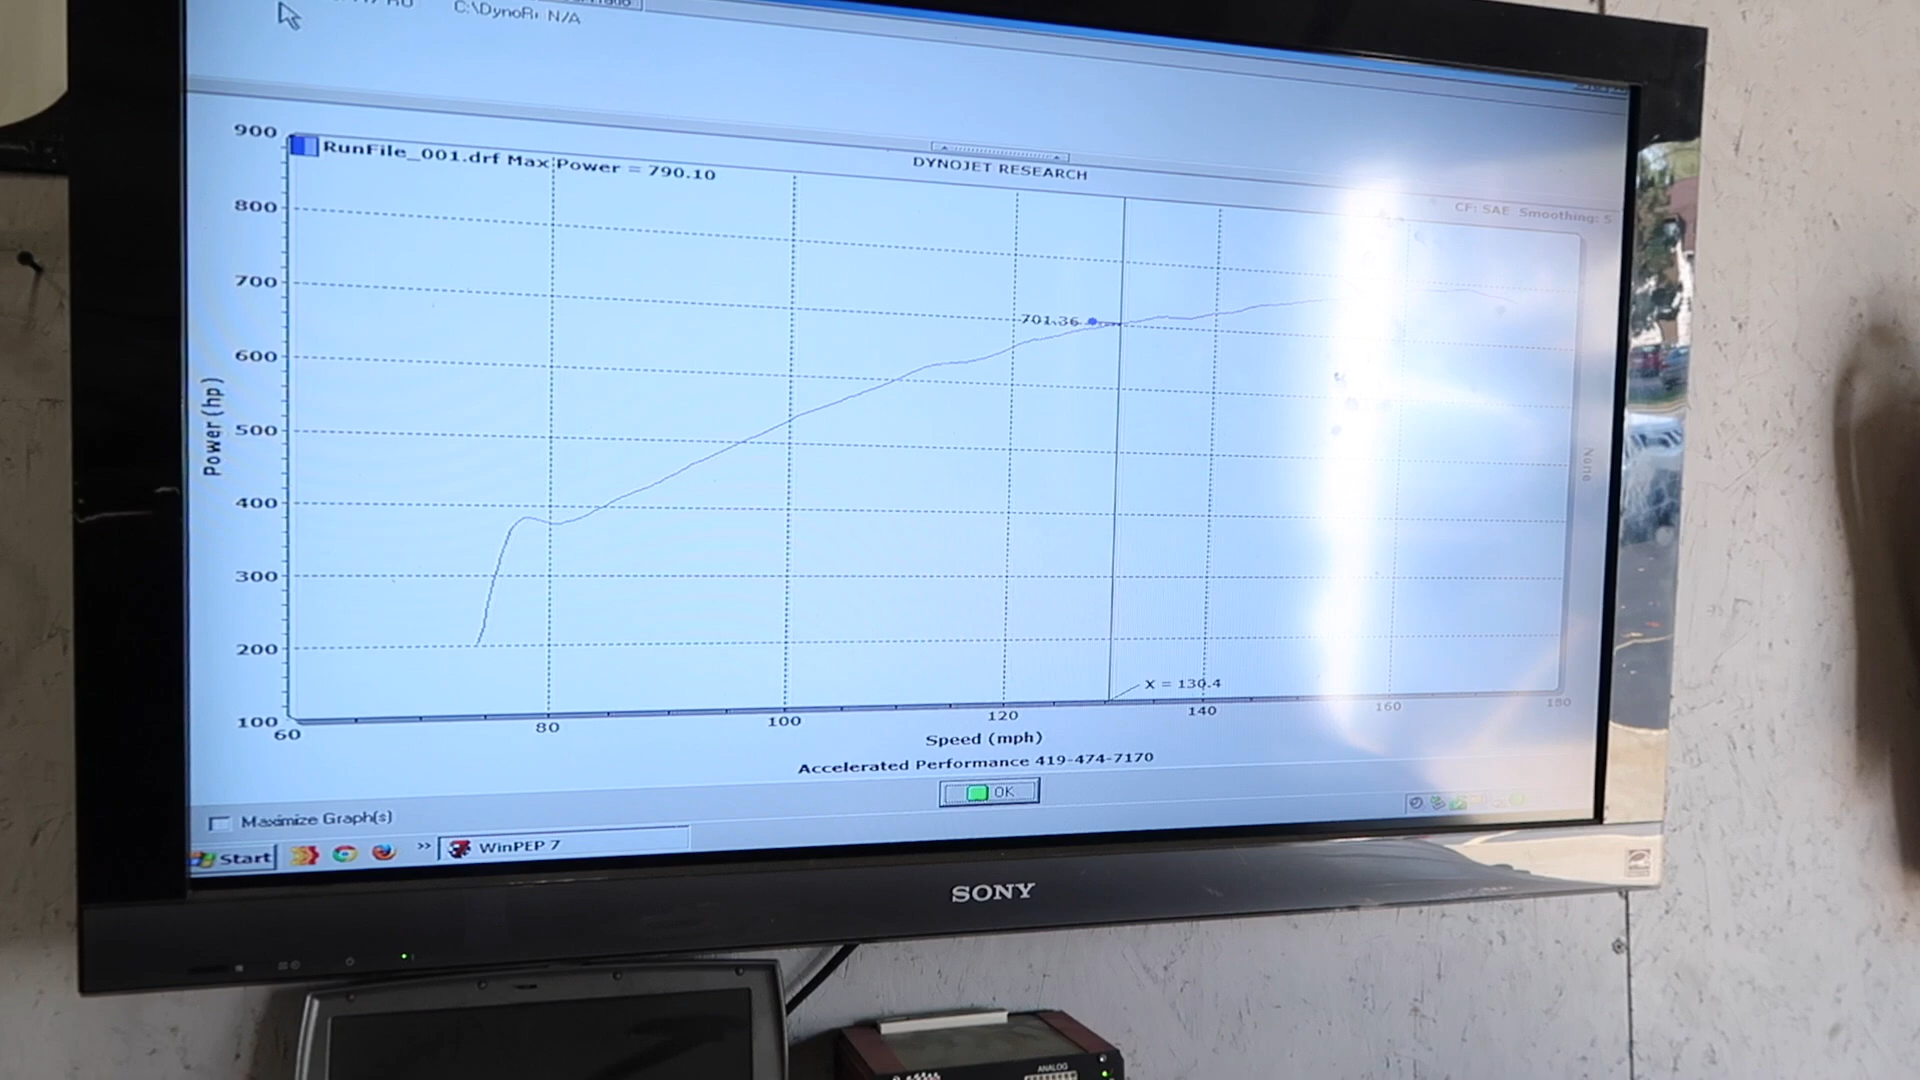 C:\DynoR N/A
900
RunFile_001.drf Max Power = 790.10
DYNOJET RESEARCH
CF: SAE Smoothing: 5
800
700
701.36
600
500
400
300
200
100
Power (hp)
None
X = 130.4
60 80 100 120 140 160 180
Speed (mph)
Accelerated Performance 419-474-7170
OK
Maximize Graph(s)
Start
» WinPEP 7
SONY
ANALOG